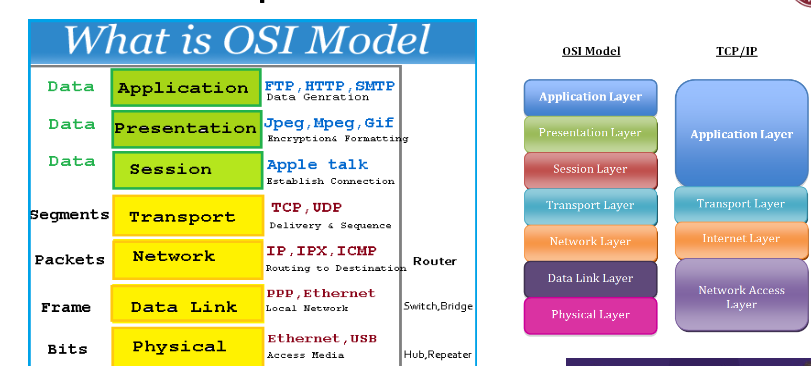 What is OSI Model
Data Application FTP,HTTP,SMTP
Data Genration
Data Presentation Jpeg,Mpeg,Gif
Encryption& Formatting
Data Session Apple talk
Establish Connection
Segments Transport TCP,UDP
Delivery & Sequence
Packets Network IP,IPX,ICMP Router
Routing to Destination
Frame Data Link PPP,Ethernet Switch,Bridge
Local Network
Bits Physical Ethernet,USB Hub,Repeater
Access Media
OSI Model
Application Layer
Presentation Layer
Session Layer
Transport Layer
Network Layer
Data Link Layer
Physical Layer
TCP/IP
Application Layer
Transport Layer
Internet Layer
Network Access
Layer